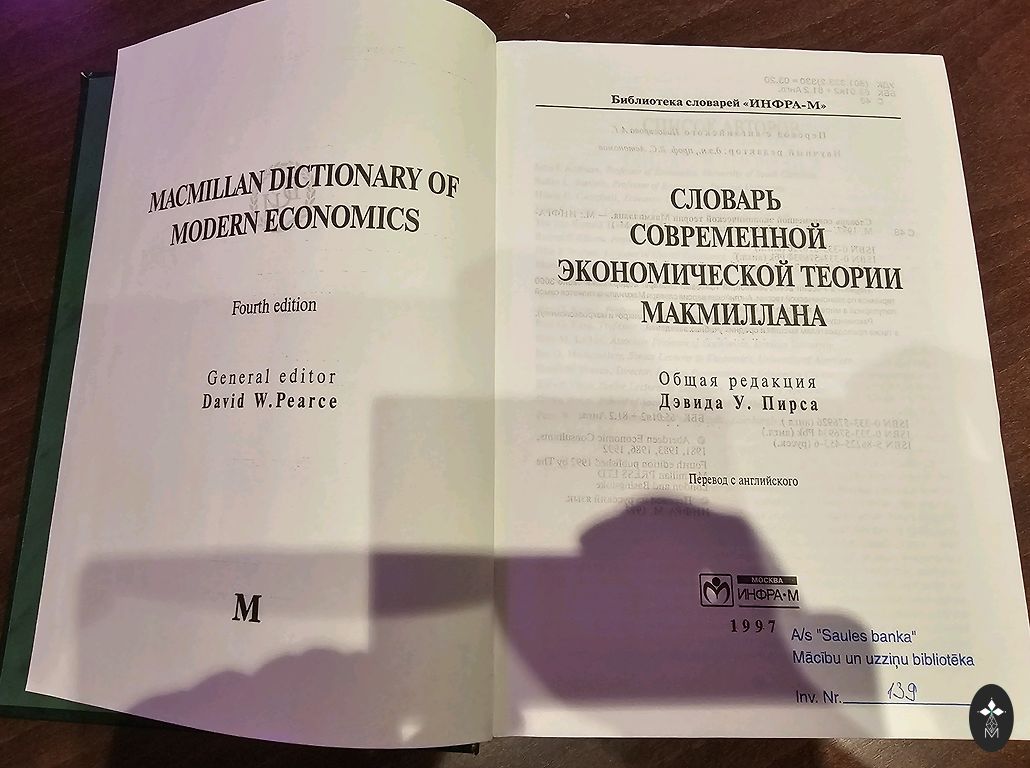 MACMILLAN DICTIONARY OF
MODERN ECONOMICS
Fourth edition
General editor
David W.Pearce
M
Библиотека словарей «ИНФРА-М»
СЛОВАРЬ
СОВРЕМЕННОЙ
ЭКОНОМИЧЕСКОЙ ТЕОРИИ
МАКМИЛЛАНА
Общая редакция
Дэвида У. Пирса
Перевод с английского
МОСКВА
ИНФРА•М
1997
A/s "Saules banka"
Mācību un uzziņu bibliotēka
Inv. Nr. 139
M